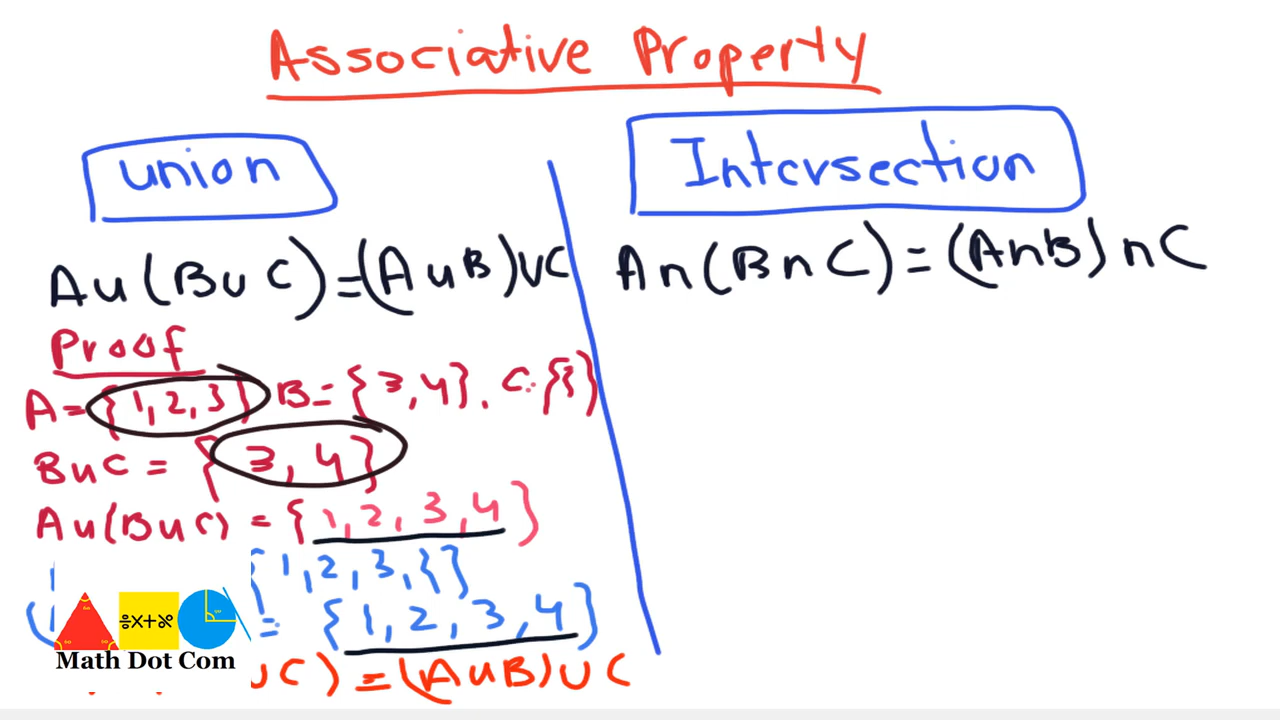 Associative Property
union
Au(BuC)=(AuB)uC
Proof
A={1,2,3} B={3,4}, C:{}
BuC = {3,4}
Au(BuC) = {1,2,3,4}
{1,2,3,{}]
= {1,2,3,4}
uC)=(AuB)uC
Intersection
An(BnC)=(AnB)nC
÷×+
Math Dot Com